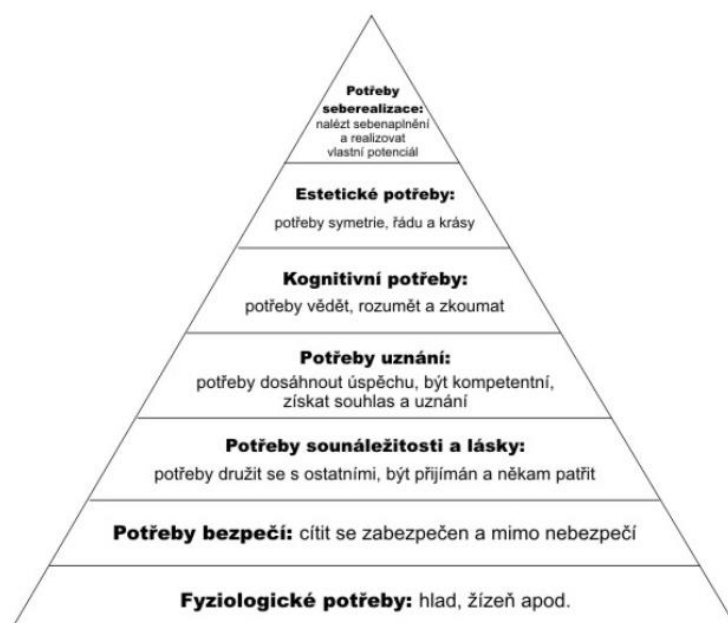 Potřeby
seberealizace:
nalézt sebenaplnění
a realizovat
vlastní potenciál
Estetické potřeby:
potřeby symetrie, řádu a krásy
Kognitivní potřeby:
potřeby vědět, rozumět a zkoumat
Potřeby uznání:
potřeby dosáhnout úspěchu, být kompetentní,
získat souhlas a uznání
Potřeby sounáležitosti a lásky:
potřeby družit se s ostatními, být přijímán a někam patřit
Potřeby bezpečí: cítit se zabezpečen a mimo nebezpečí
Fyziologické potřeby: hlad, žízeň apod.